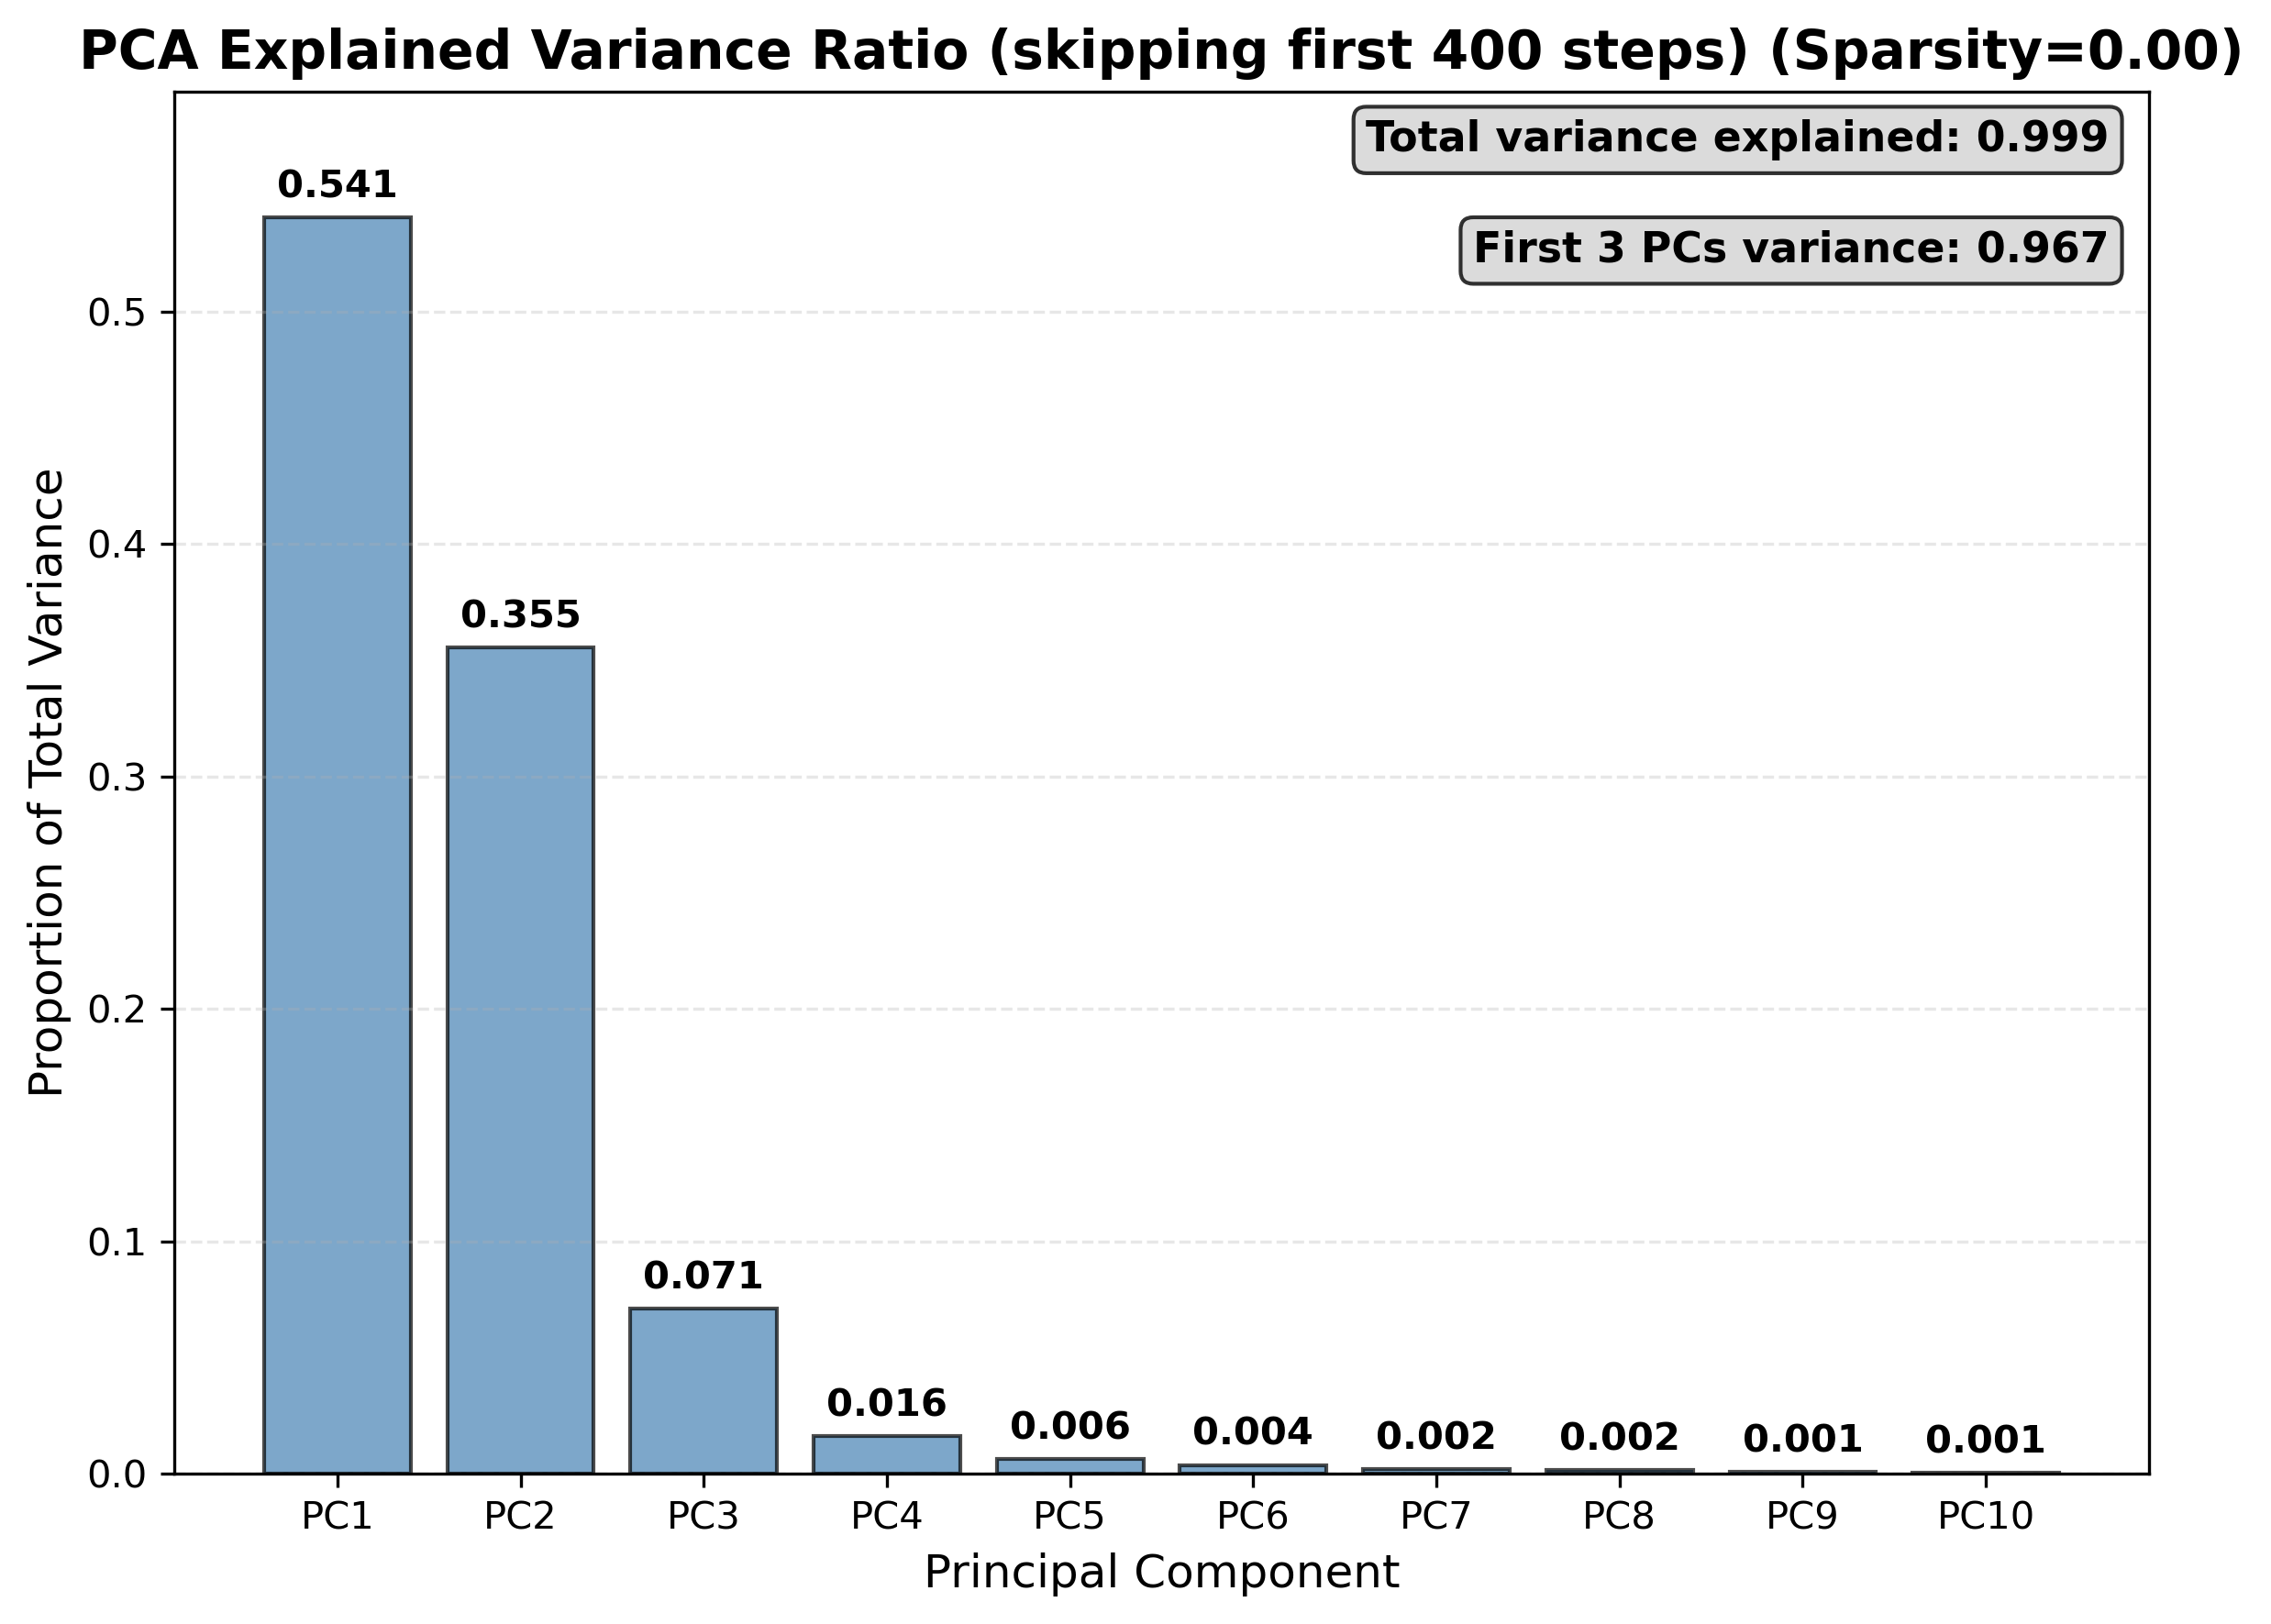 PCA Explained Variance Ratio (skipping first 400 steps) (Sparsity=0.00)
Total variance explained: 0.999
First 3 PCs variance: 0.967
Proportion of Total Variance
0.5
0.4
0.3
0.2
0.1
0.0
0.541
0.355
0.071
0.016
0.006
0.004
0.002
0.002
0.001
0.001
PC1 PC2 PC3 PC4 PC5 PC6 PC7 PC8 PC9 PC10
Principal Component